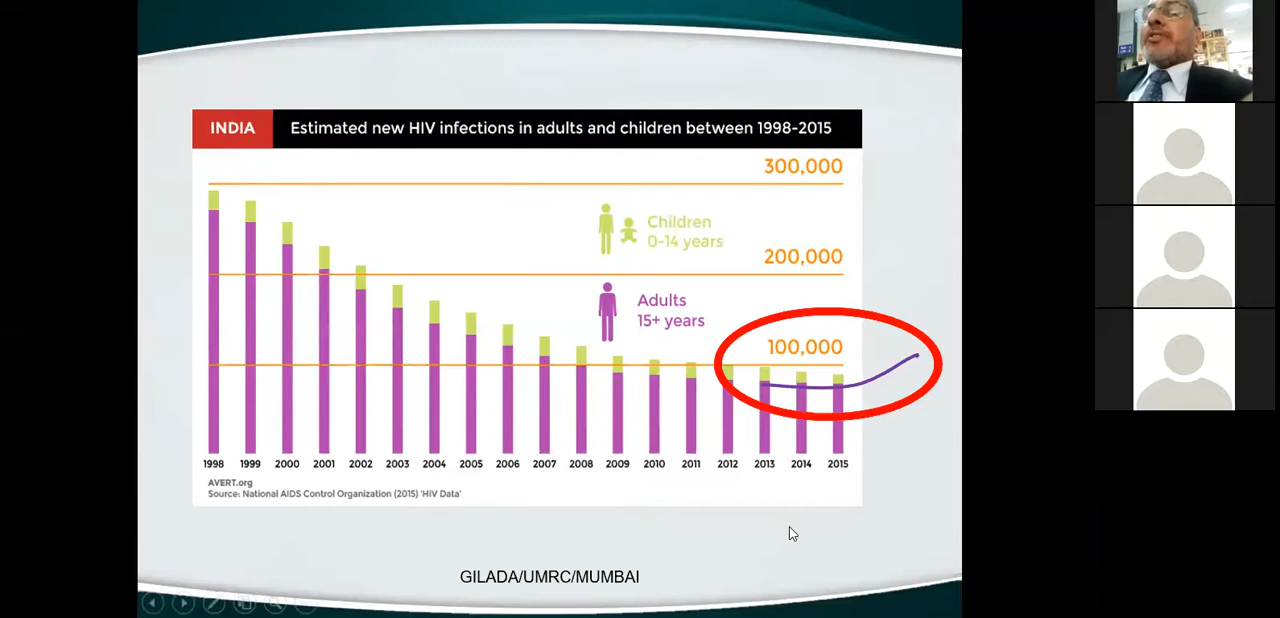 INDIA
Estimated new HIV infections in adults and children between 1998-2015
300,000
Children
0-14 years
200,000
Adults
15+ years
100,000
1998 1999 2000 2001 2002 2003 2004 2005 2006 2007 2008 2009 2010 2011 2012 2013 2014 2015
AVERT.org
Source: National AIDS Control Organization (2015) 'HIV Data'
GILADA/UMRC/MUMBAI